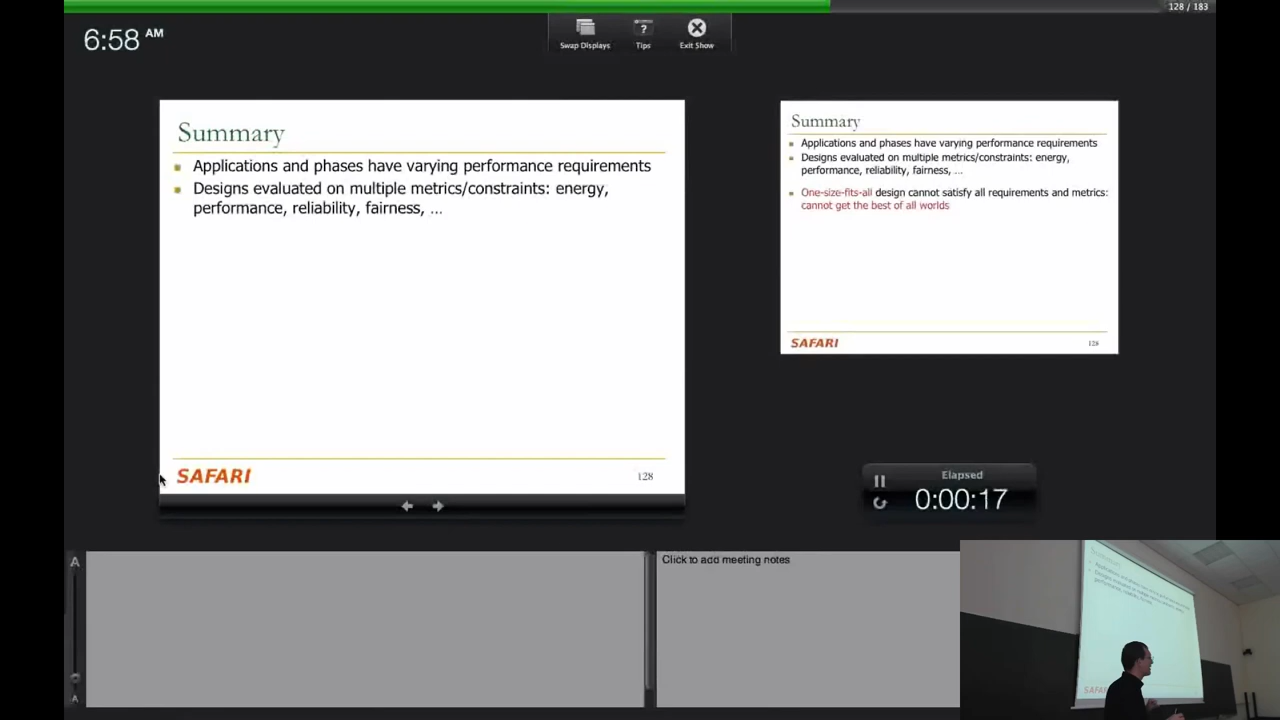 128 / 183
6:58 AM
Swap Displays
Tips
Exit Show
Summary
Applications and phases have varying performance requirements
Designs evaluated on multiple metrics/constraints: energy,
performance, reliability, fairness, …
SAFARI
128
Summary
Applications and phases have varying performance requirements
Designs evaluated on multiple metrics/constraints: energy,
performance, reliability, fairness, …
One-size-fits-all design cannot satisfy all requirements and metrics:
cannot get the best of all worlds
SAFARI
128
Elapsed
0:00:17
A
A
Click to add meeting notes